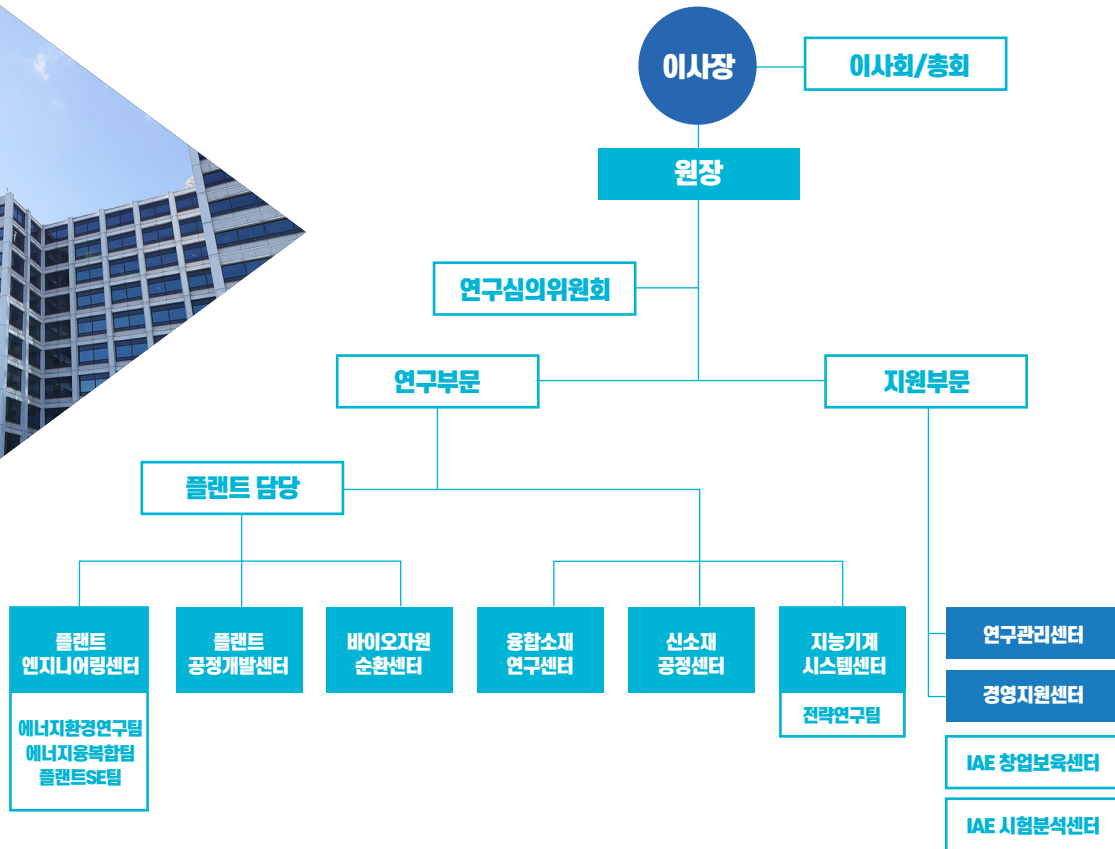 이사장
이사회/총회
원장
연구심의위원회
연구부문
지원부문
플랜트 담당
플랜트
엔지니어링센터
플랜트
공정개발센터
바이오자원
순환센터
융합소재
연구센터
신소재
공정센터
지능기계
시스템센터
에너지환경연구팀
에너지융복합팀
플랜트SE팀
전략연구팀
연구관리센터
경영지원센터
IAE 창업보육센터
IAE 시험분석센터